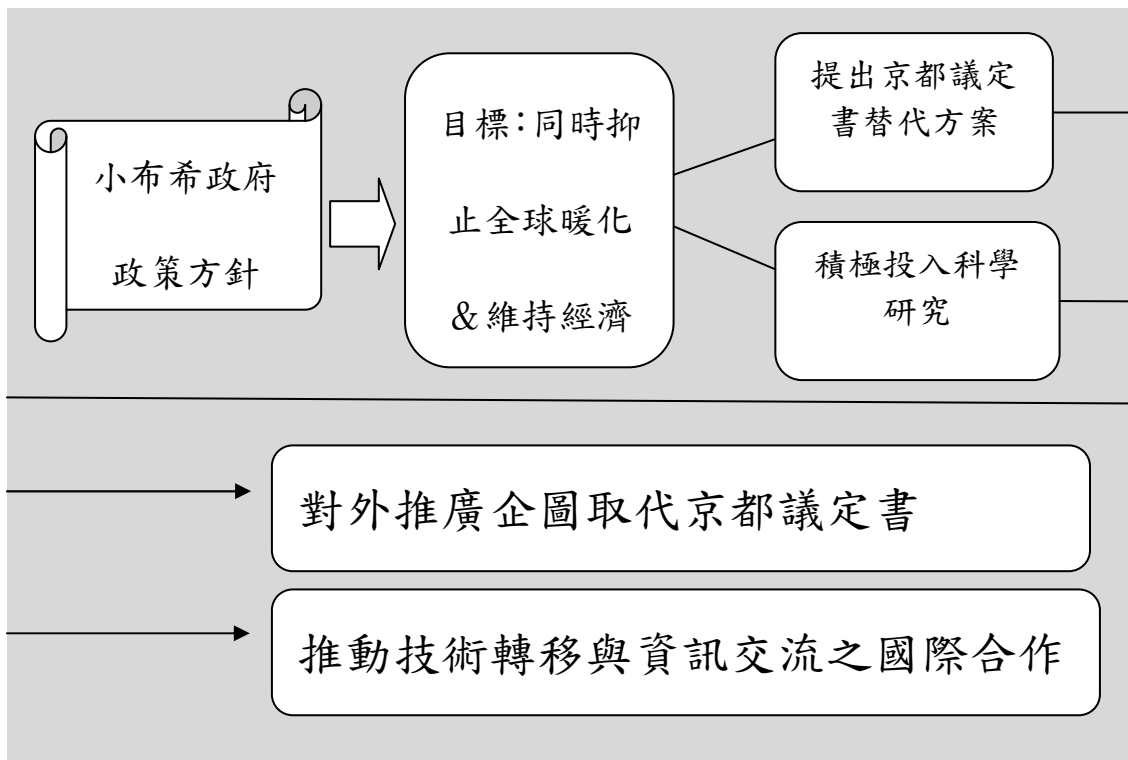 小布希政府
政策方針
目標：同時抑
止全球暖化
＆維持經濟
提出京都議定
書替代方案
積極投入科學
研究
對外推廣企圖取代京都議定書
推動技術轉移與資訊交流之國際合作